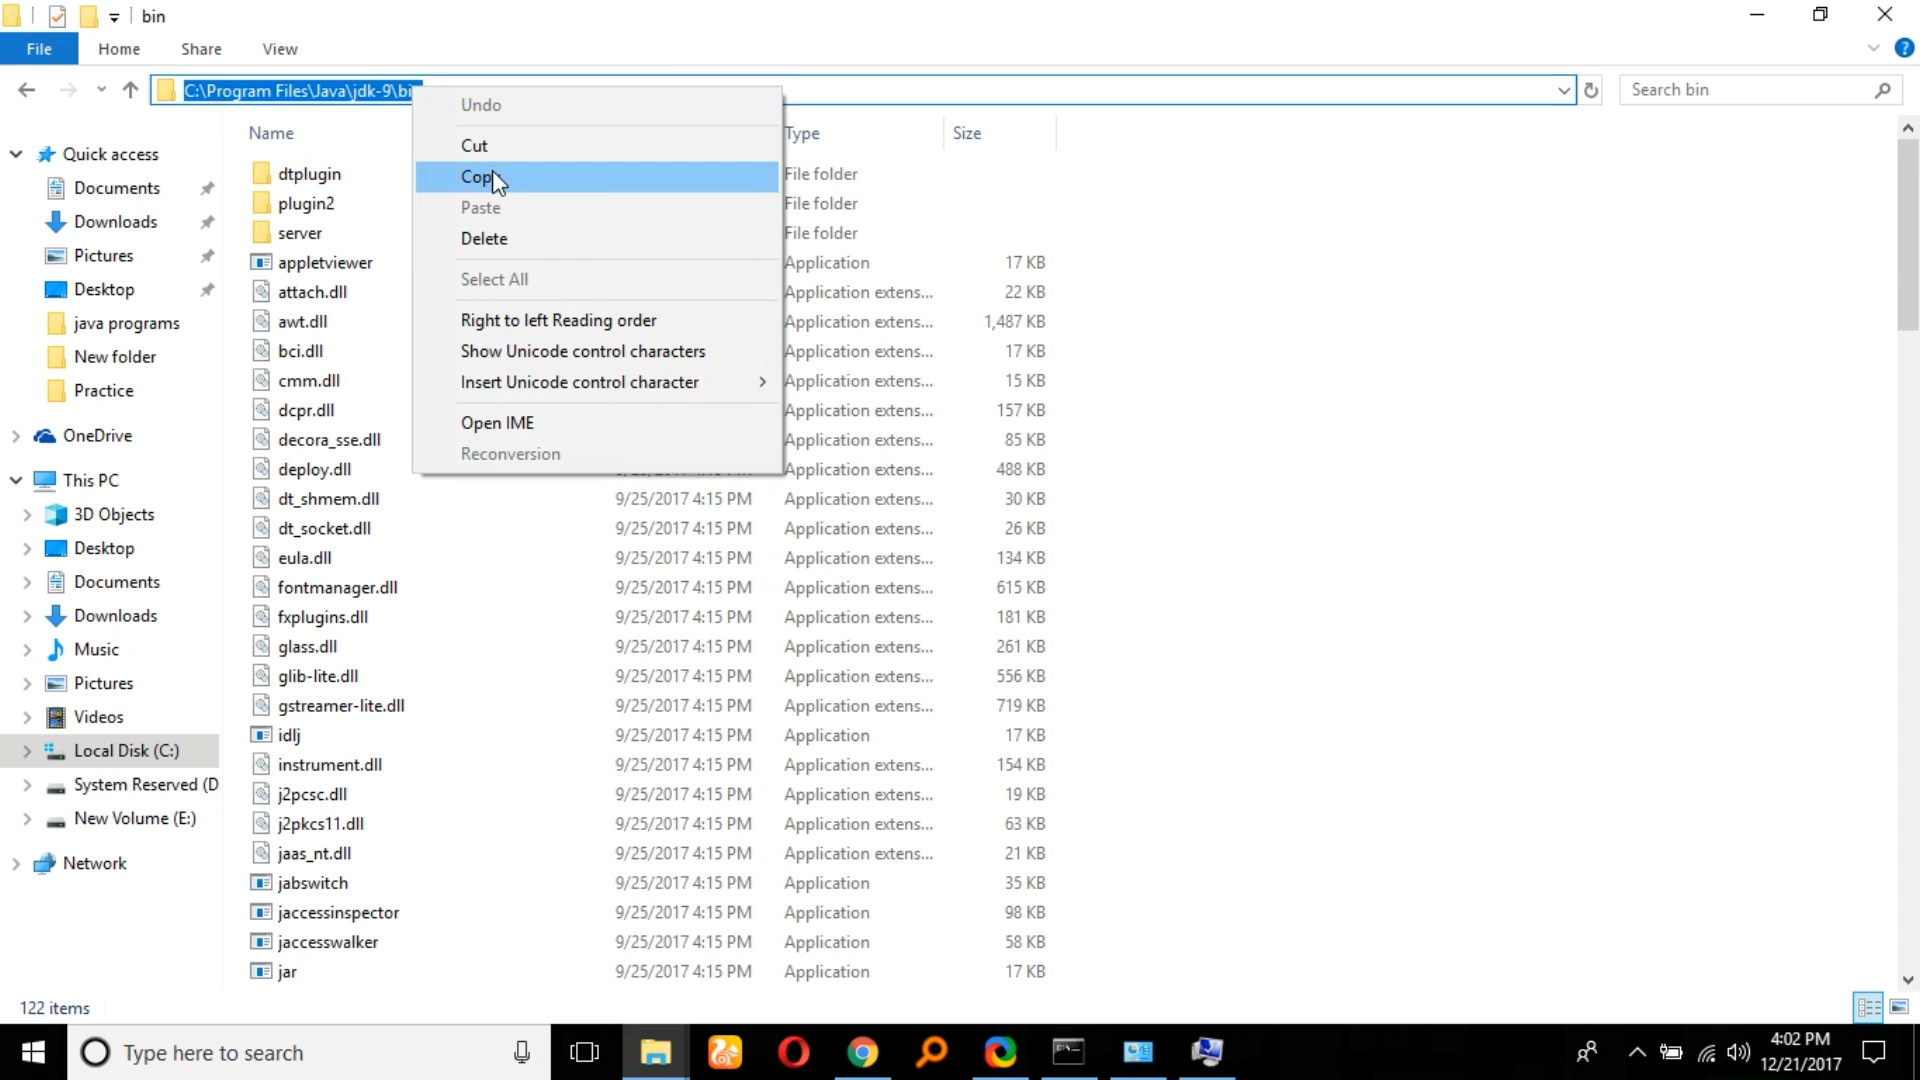 bin
File Home Share View
C:\Program Files\Java\jdk-9\bi
Search bin
Undo
Cut
Copy
Paste
Delete
Select All
Right to left Reading order
Show Unicode control characters
Insert Unicode control character
Open IME
Reconversion
Quick access
Documents
Downloads
Pictures
Desktop
java programs
New folder
Practice
OneDrive
This PC
3D Objects
Desktop
Documents
Downloads
Music
Pictures
Videos
Local Disk (C:)
System Reserved (D
New Volume (E:)
Network
Name Type Size
dtplugin File folder
plugin2 File folder
server File folder
appletviewer Application 17 KB
attach.dll Application extens... 22 KB
awt.dll Application extens... 1,487 KB
bci.dll Application extens... 17 KB
cmm.dll Application extens... 15 KB
dcpr.dll Application extens... 157 KB
decora_sse.dll Application extens... 85 KB
deploy.dll Application extens... 488 KB
dt_shmem.dll 9/25/2017 4:15 PM Application extens... 30 KB
dt_socket.dll 9/25/2017 4:15 PM Application extens... 26 KB
eula.dll 9/25/2017 4:15 PM Application extens... 134 KB
fontmanager.dll 9/25/2017 4:15 PM Application extens... 615 KB
fxplugins.dll 9/25/2017 4:15 PM Application extens... 181 KB
glass.dll 9/25/2017 4:15 PM Application extens... 261 KB
glib-lite.dll 9/25/2017 4:15 PM Application extens... 556 KB
gstreamer-lite.dll 9/25/2017 4:15 PM Application extens... 719 KB
idlj 9/25/2017 4:15 PM Application 17 KB
instrument.dll 9/25/2017 4:15 PM Application extens... 154 KB
j2pcsc.dll 9/25/2017 4:15 PM Application extens... 19 KB
j2pkcs11.dll 9/25/2017 4:15 PM Application extens... 63 KB
jaas_nt.dll 9/25/2017 4:15 PM Application extens... 21 KB
jabswitch 9/25/2017 4:15 PM Application 35 KB
jaccessinspector 9/25/2017 4:15 PM Application 98 KB
jaccesswalker 9/25/2017 4:15 PM Application 58 KB
jar 9/25/2017 4:15 PM Application 17 KB
122 items
Type here to search
4:02 PM
12/21/2017